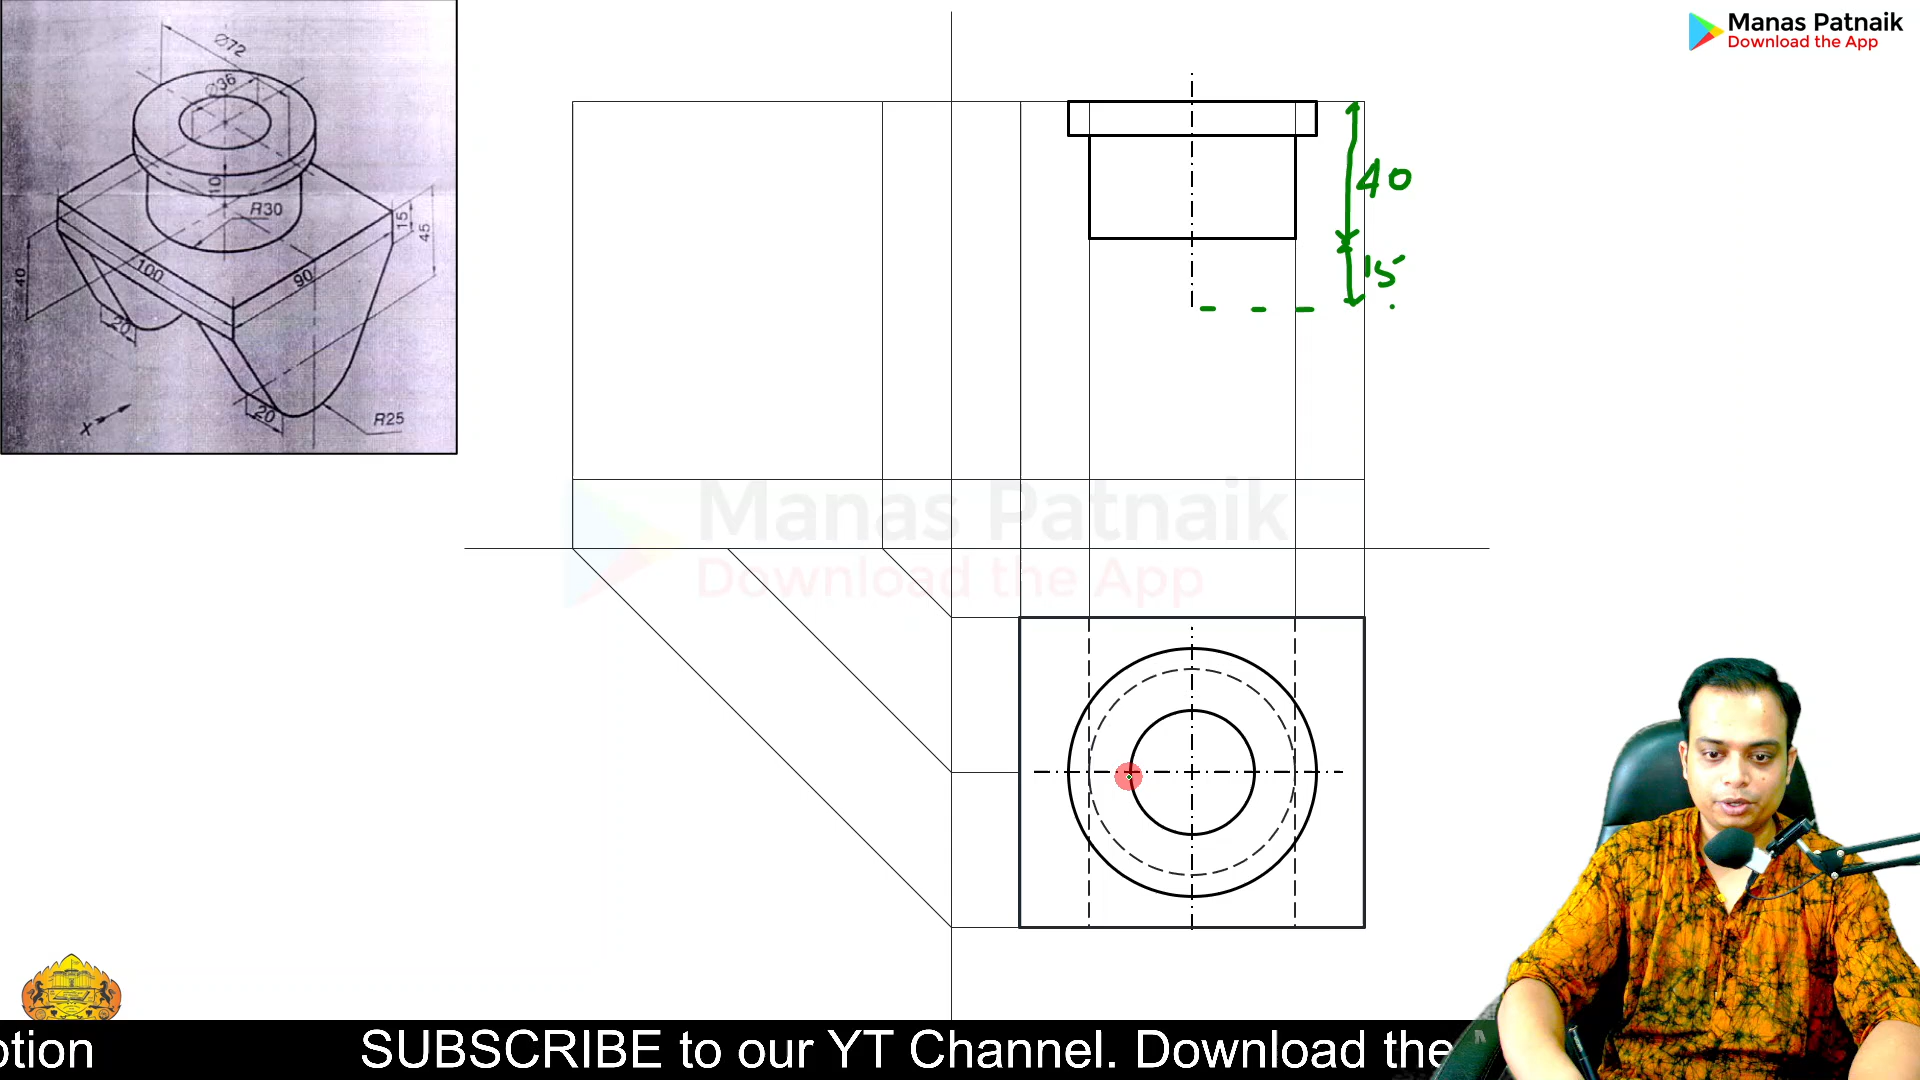 Manas Patnaik
Download the App
Ø72
Ø36
10
R30
15
45
40
100
90
20
20
R25
X
40
15
Manas Patnaik
Download the App
otion SUBSCRIBE to our YT Channel. Download the